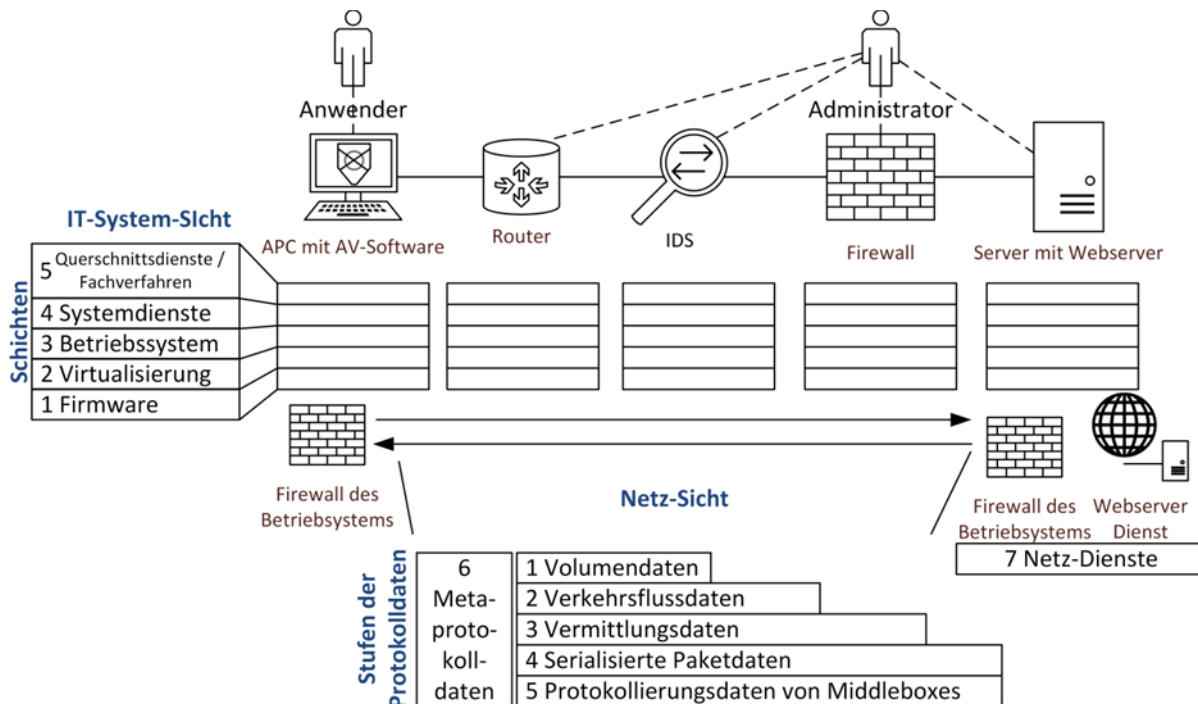 Anwender
Administrator
IT-System-SIcht
APC mit AV-Software
Router
IDS
Firewall
Server mit Webserver
Schichten
5 Querschnittsdienste /
Fachverfahren
4 Systemdienste
3 Betriebssystem
2 Virtualisierung
1 Firmware
Firewall des
Betriebsystems
Netz-Sicht
Firewall des
Betriebsystems
Webserver
Dienst
7 Netz-Dienste
Stufen der
Protokolldaten
6
Meta-
proto-
koll-
daten
1 Volumendaten
2 Verkehrsflussdaten
3 Vermittlungsdaten
4 Serialisierte Paketdaten
5 Protokollierungsdaten von Middleboxes